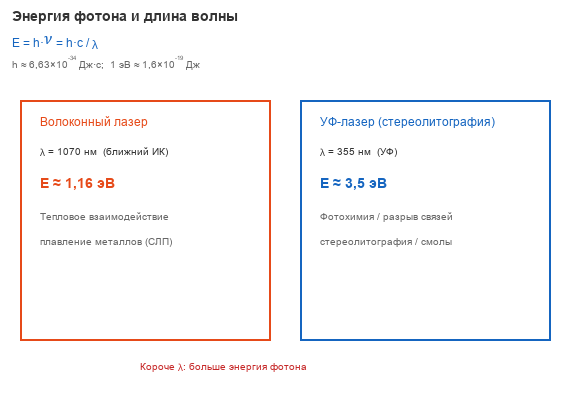 Энергия фотона и длина волны
E = h·ν = h·c / λ
h ≈ 6,63×10⁻³⁴ Дж·с; 1 эВ ≈ 1,6×10⁻¹⁹ Дж
Волоконный лазер
λ = 1070 нм (ближний ИК)
E ≈ 1,16 эВ
Тепловое взаимодействие
плавление металлов (СЛП)
УФ-лазер (стереолитография)
λ = 355 нм (УФ)
E ≈ 3,5 эВ
Фотохимия / разрыв связей
стереолитография / смолы
Короче λ: больше энергия фотона